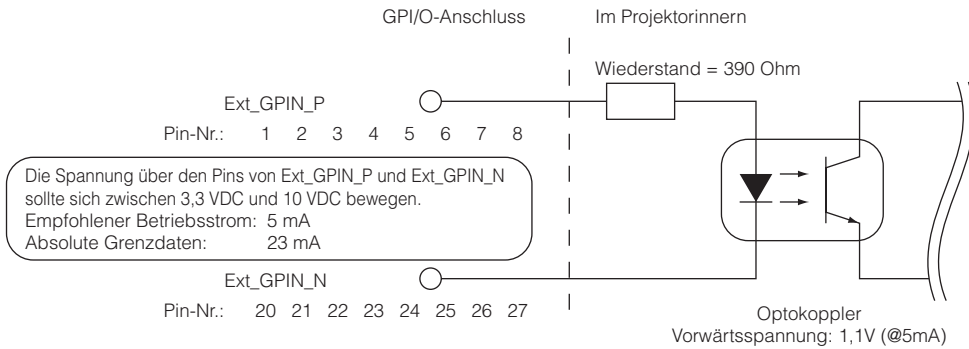 GPI/O-Anschluss
Im Projektorinnern
Wiederstand = 390 Ohm
Ext_GPIN_P
Pin-Nr.: 1 2 3 4 5 6 7 8
Die Spannung über den Pins von Ext_GPIN_P und Ext_GPIN_N
sollte sich zwischen 3,3 VDC und 10 VDC bewegen.
Empfohlener Betriebsstrom: 5 mA
Absolute Grenzdaten: 23 mA
Ext_GPIN_N
Pin-Nr.: 20 21 22 23 24 25 26 27
Optokoppler
Vorwärtsspannung: 1,1V (@5mA)